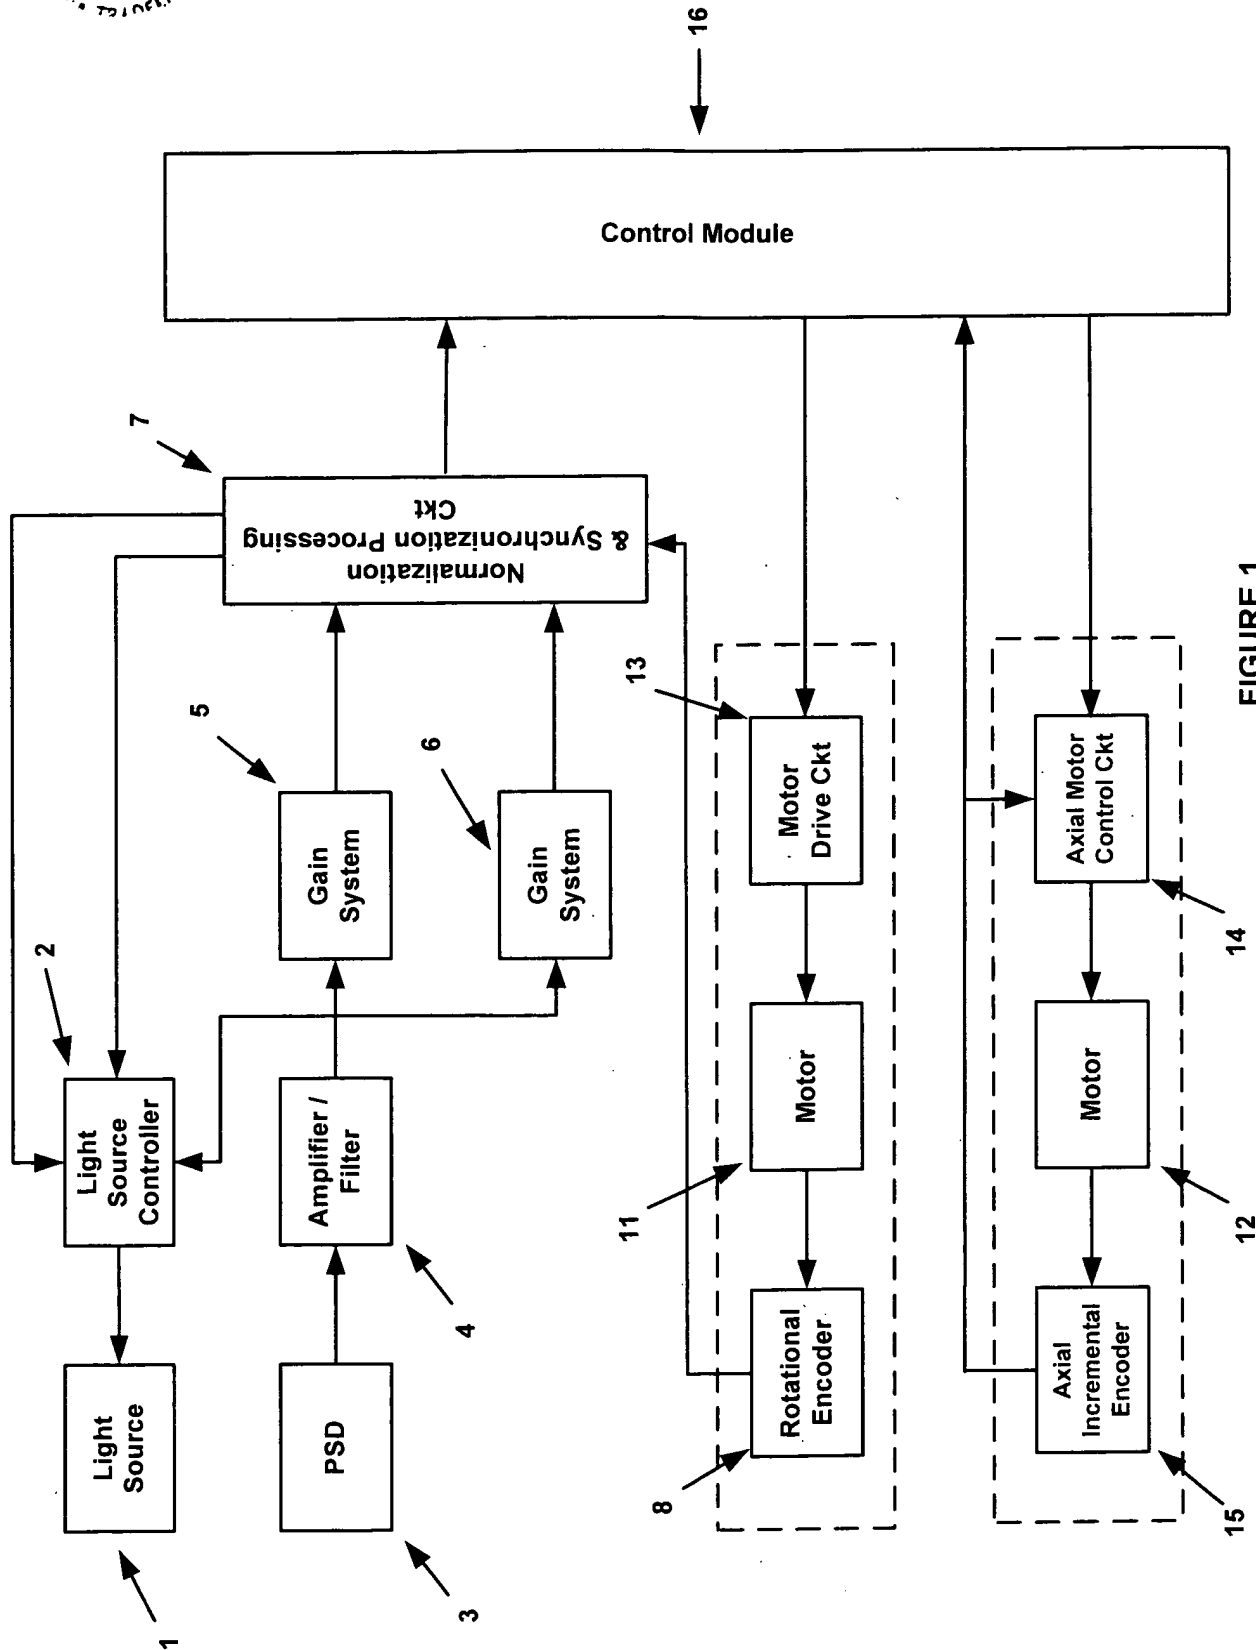 16
Control Module
7
Normalization
& Synchronization Processing
Ckt
2
Light
Source
Controller
5
Gain
System
6
Gain
System
Amplifier /
Filter
4
1
Light
Source
3
PSD
13
Motor
Drive Ckt
11
Motor
8
Rotational
Encoder
14
Axial Motor
Control Ckt
12
Motor
15
Axial
Incremental
Encoder
FIGURE 1